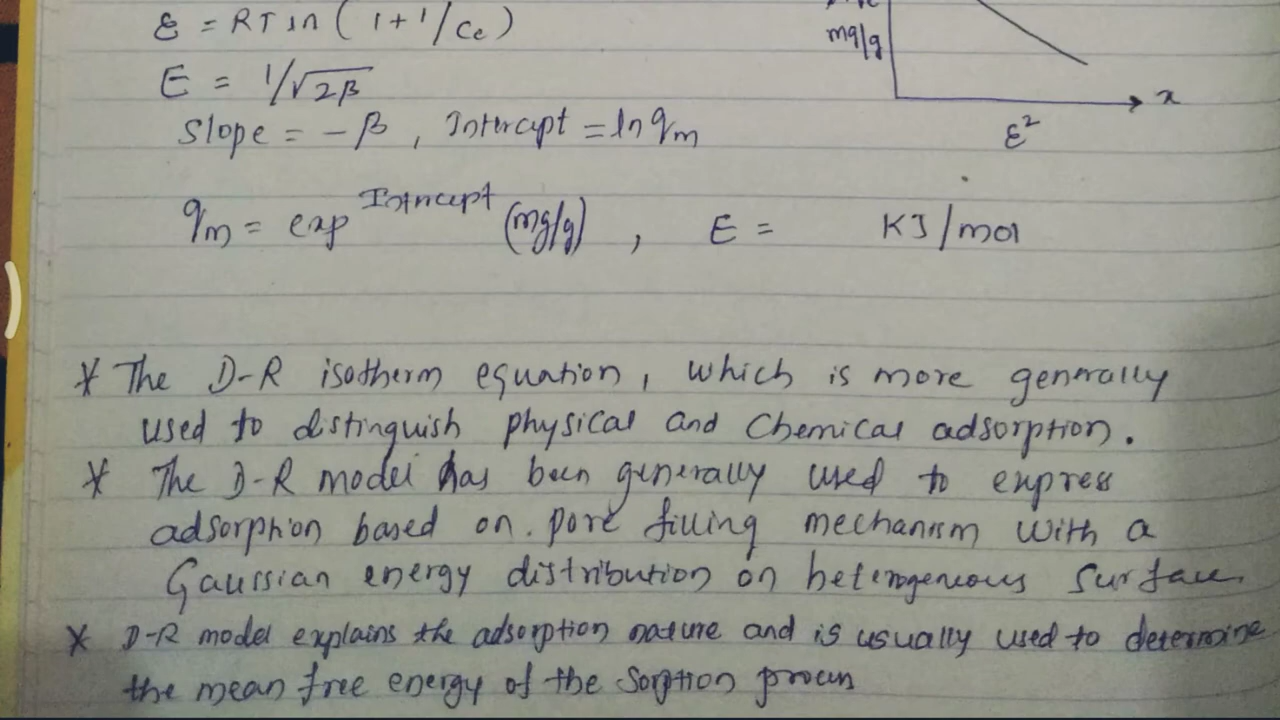 ε = RT ln ( 1 + 1/Ce )
mg/g
E = 1/√2β
x
Slope = - β , Intercept = ln qm
ε²
qm = exp Intercept (mg/g) , E = KJ/mol
* The D-R isotherm equation, which is more generally
used to distinguish physical and Chemical adsorption.
* The D-R model has been generally used to express
adsorption based on. pore filling mechanism with a
Gaussian energy distribution on heterogeneous surface.
* D-R model explains the adsorption nature and is usually used to determine
the mean free energy of the sorption process